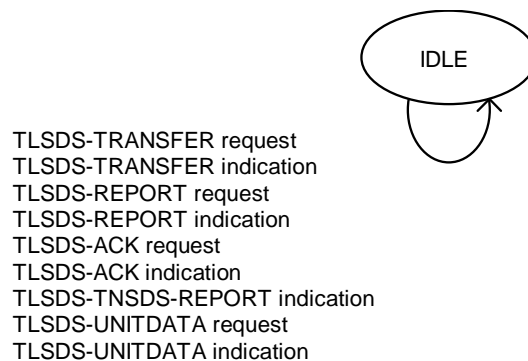 IDLE
TLSDS-TRANSFER request
TLSDS-TRANSFER indication
TLSDS-REPORT request
TLSDS-REPORT indication
TLSDS-ACK request
TLSDS-ACK indication
TLSDS-TNSDS-REPORT indication
TLSDS-UNITDATA request
TLSDS-UNITDATA indication